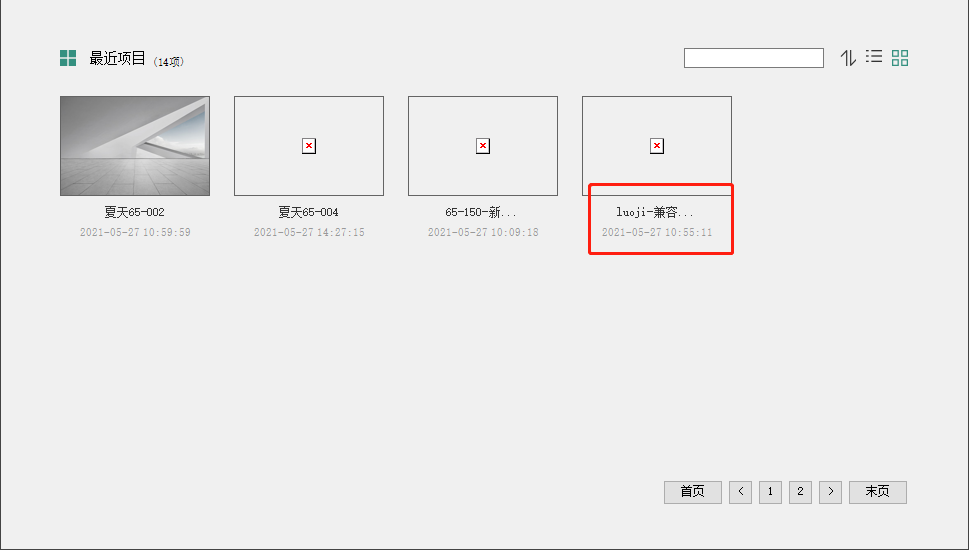 最近项目 (14项)
夏天65-002
2021-05-27 10:59:59
夏天65-004
2021-05-27 14:27:15
65-150-新...
2021-05-27 10:09:18
luoji-兼容...
2021-05-27 10:55:11
首页 < 1 2 > 末页